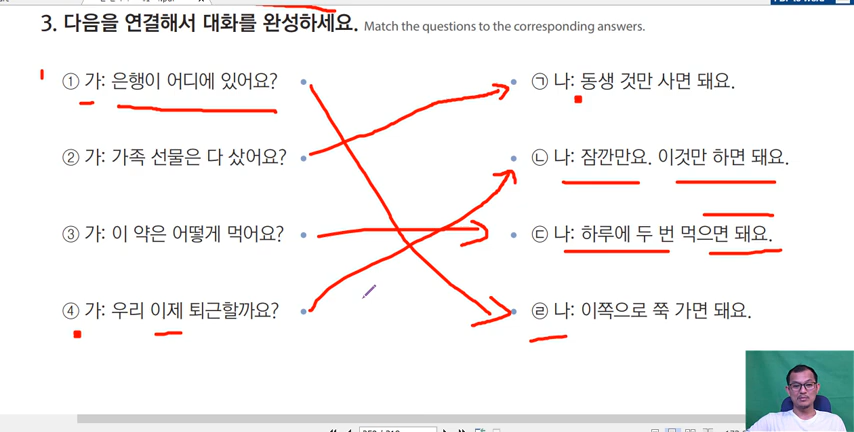 3. 다음을 연결해서 대화를 완성하세요. Match the questions to the corresponding answers.
① 가: 은행이 어디에 있어요?
㉠ 나: 동생 것만 사면 돼요.
② 가: 가족 선물은 다 샀어요?
㉡ 나: 잠깐만요. 이것만 하면 돼요.
③ 가: 이 약은 어떻게 먹어요?
㉢ 나: 하루에 두 번 먹으면 돼요.
④ 가: 우리 이제 퇴근할까요?
㉣ 나: 이쪽으로 쭉 가면 돼요.